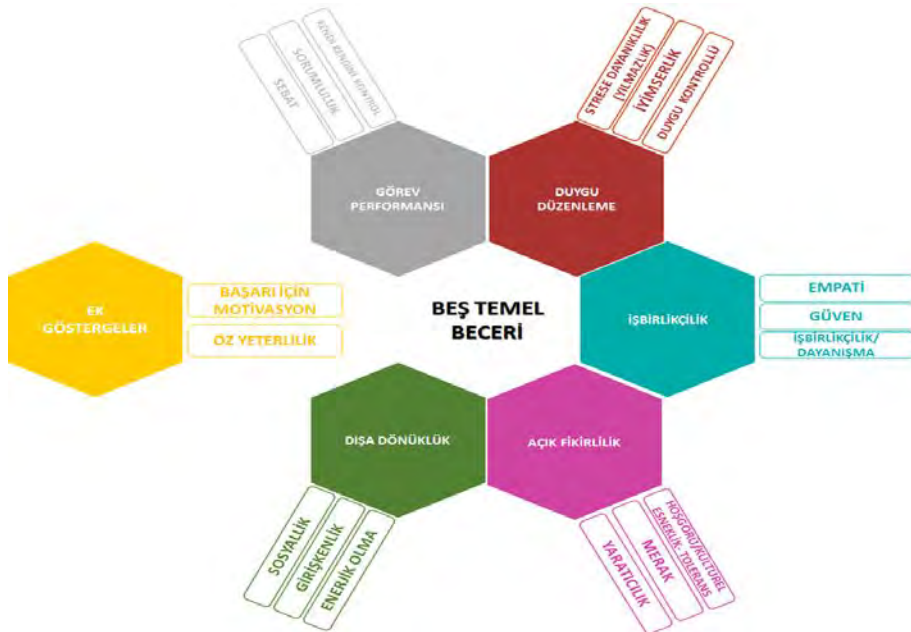 KENDİ KENDİNE KONTROL
SORUMLULUK
SEBAT
STRESE DAYANIKLILIK
(YILMAZLIK)
İYİMSERLİK
DUYGU KONTROLLÜ
GÖREV
PERFORMANSI
DUYGU
DÜZENLEME
EK
GÖSTERGELER
BAŞARI İÇİN
MOTİVASYON
ÖZ YETERLİLİK
BEŞ TEMEL
BECERİ
İŞBİRLİKÇİLİK
EMPATİ
GÜVEN
İŞBİRLİKÇİLİK/
DAYANIŞMA
DIŞA DÖNÜKLÜK
AÇIK FİKİRLİLİK
SOSYALLİK
GİRİŞKENLİK
ENERJİK OLMA
YARATICILIK
MERAK
HOŞGÖRÜ/KÜLTÜREL
ESNEKLİK- TOLERANS